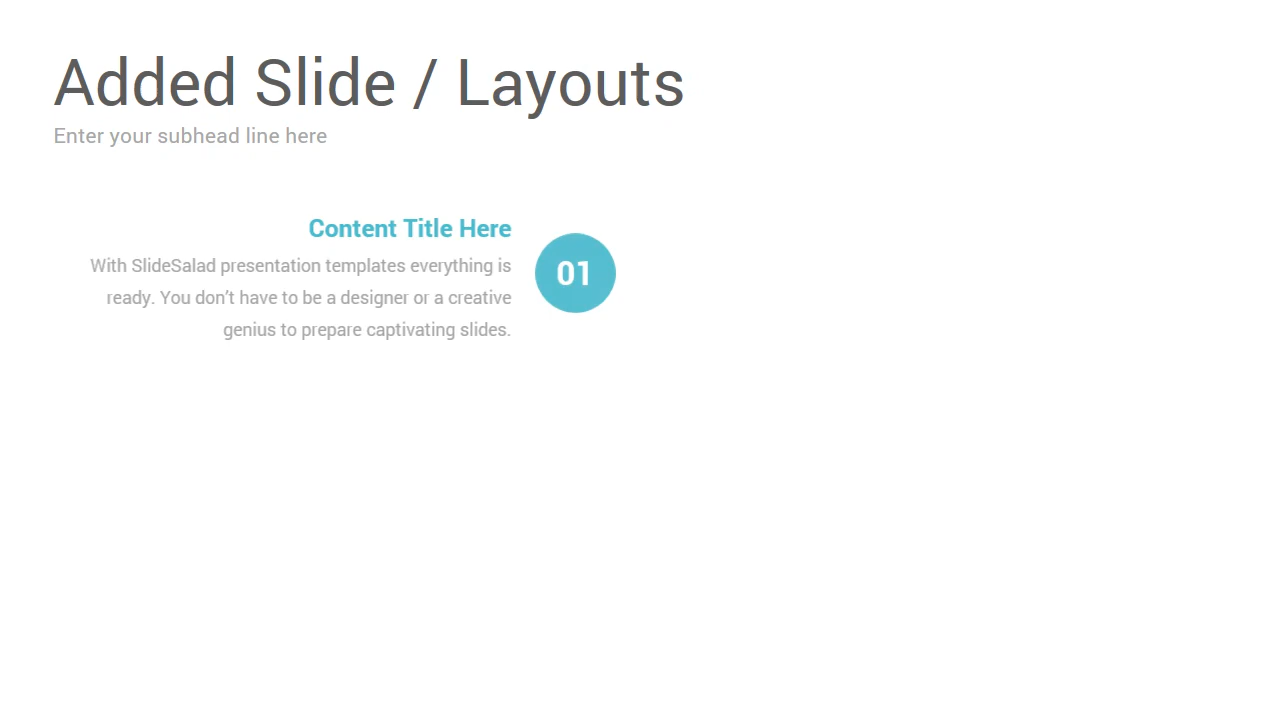 Added Slide / Layouts
Enter your subhead line here
Content Title Here
With SlideSalad presentation templates everything is
ready. You don’t have to be a designer or a creative
genius to prepare captivating slides.
01